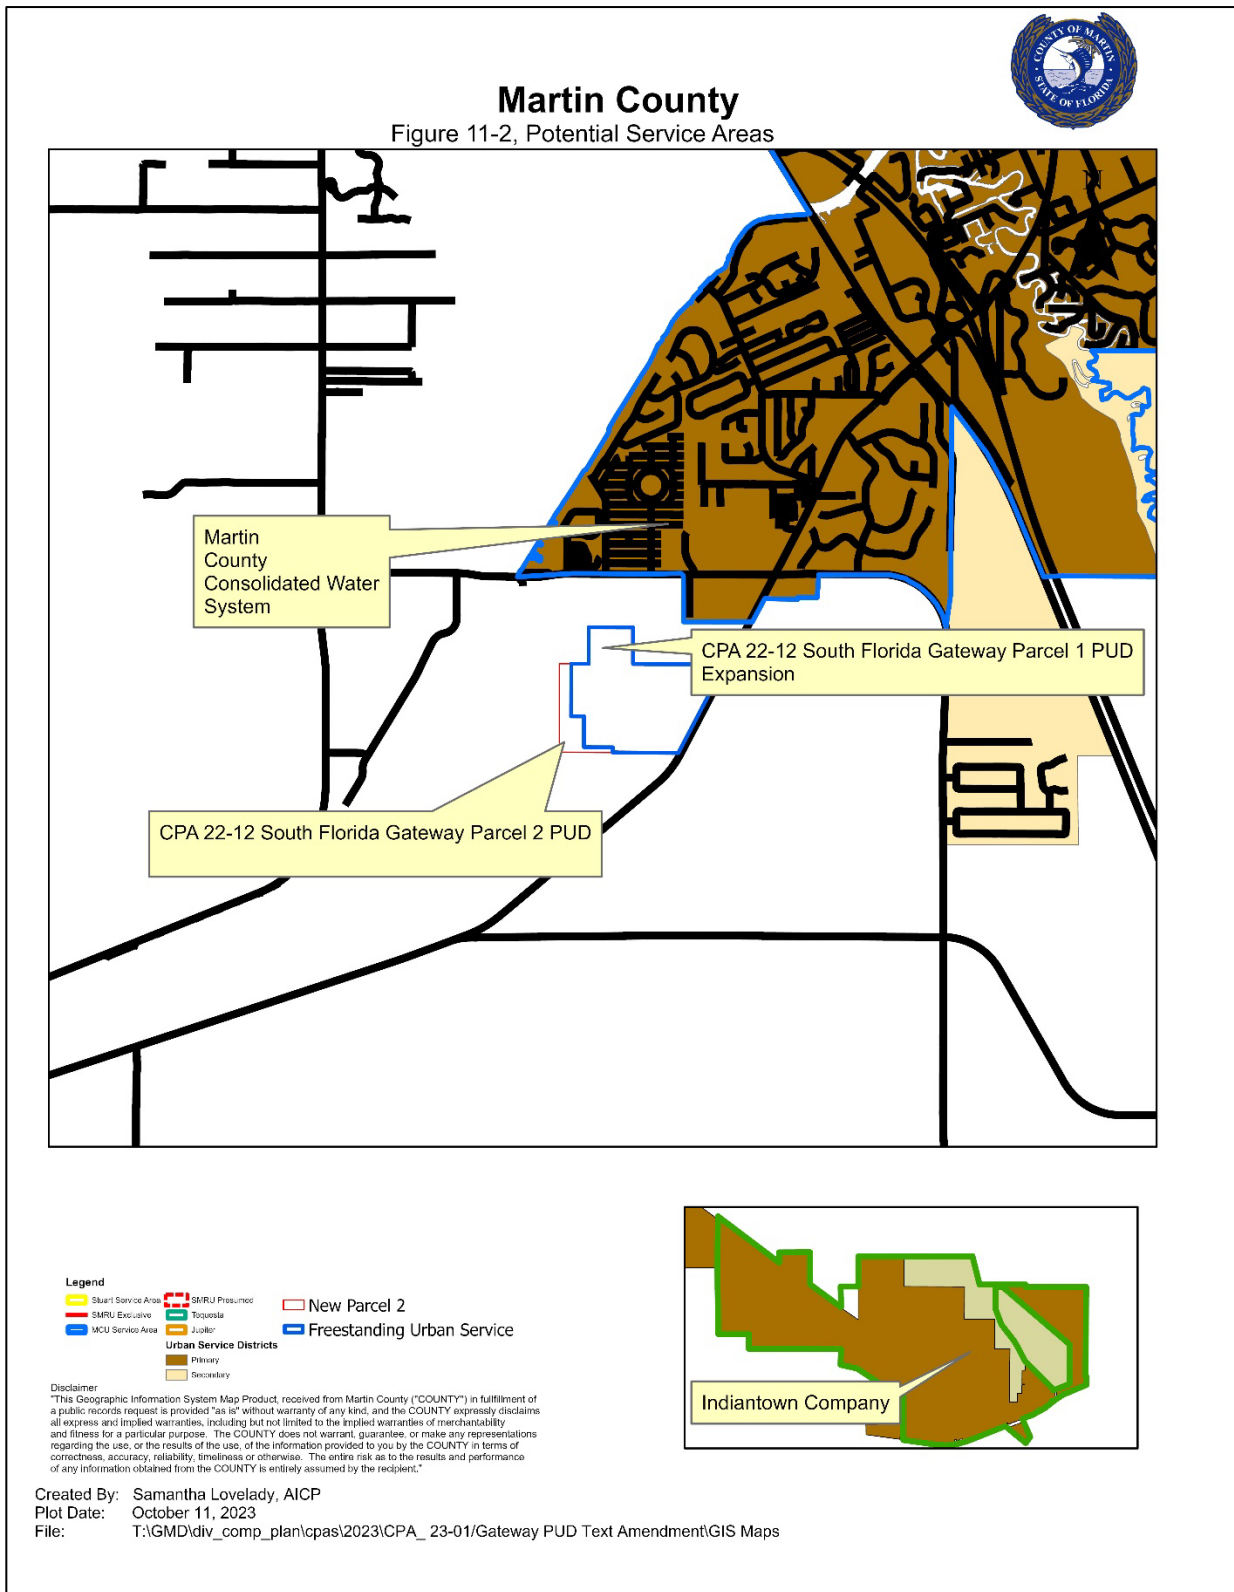 COUNTY OF MARTIN
STATE OF FLORIDA
Martin County
Figure 11-2, Potential Service Areas
N
Martin
County
Consolidated Water
System
CPA 22-12 South Florida Gateway Parcel 1 PUD
Expansion
CPA 22-12 South Florida Gateway Parcel 2 PUD
Indiantown Company
Legend
Stuart Service Area
SMRU Presumed
SMRU Exclusive
Tequesta
MCU Service Area
Jupiter
New Parcel 2
Freestanding Urban Service
Urban Service Districts
Primary
Secondary
Disclaimer
"This Geographic Information System Map Product, received from Martin County ("COUNTY") in fullfillment of
a public records request is provided "as is" without warranty of any kind, and the COUNTY expressly disclaims
all express and implied warranties, including but not limited to the implied warranties of merchantability
and fitness for a particular purpose. The COUNTY does not warrant, guarantee, or make any representations
regarding the use, or the results of the use, of the information provided to you by the COUNTY in terms of
correctness, accuracy, reliability, timeliness or otherwise. The entire risk as to the results and performance
of any information obtained from the COUNTY is entirely assumed by the recipient."
Created By: Samantha Lovelady, AICP
Plot Date: October 11, 2023
File: T:\GMD\div_comp_plan\cpas\2023\CPA_ 23-01/Gateway PUD Text Amendment\GIS Maps